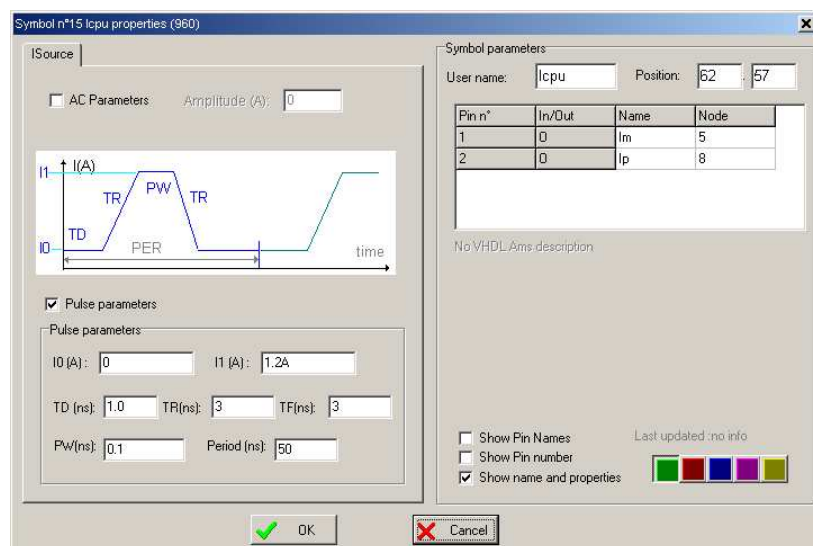 Symbol n°15 Icpu properties (960)
ISource
AC Parameters Amplitude (A): 0
I(A)
I1
TR PW TR
TD
I0 PER time
Pulse parameters
Pulse parameters
I0 (A) : 0 I1 (A) : 1.2A
TD (ns): 1.0 TR(ns): 3 TF(ns): 3
PW(ns): 0.1 Period (ns): 50
Symbol parameters
User name: Icpu Position: 62 . 57
Pin n° In/Out Name Node
1 O Im 5
2 O Ip 8
No VHDL Ams description
Show Pin Names Last updated :no info
Show Pin number
Show name and properties
OK Cancel